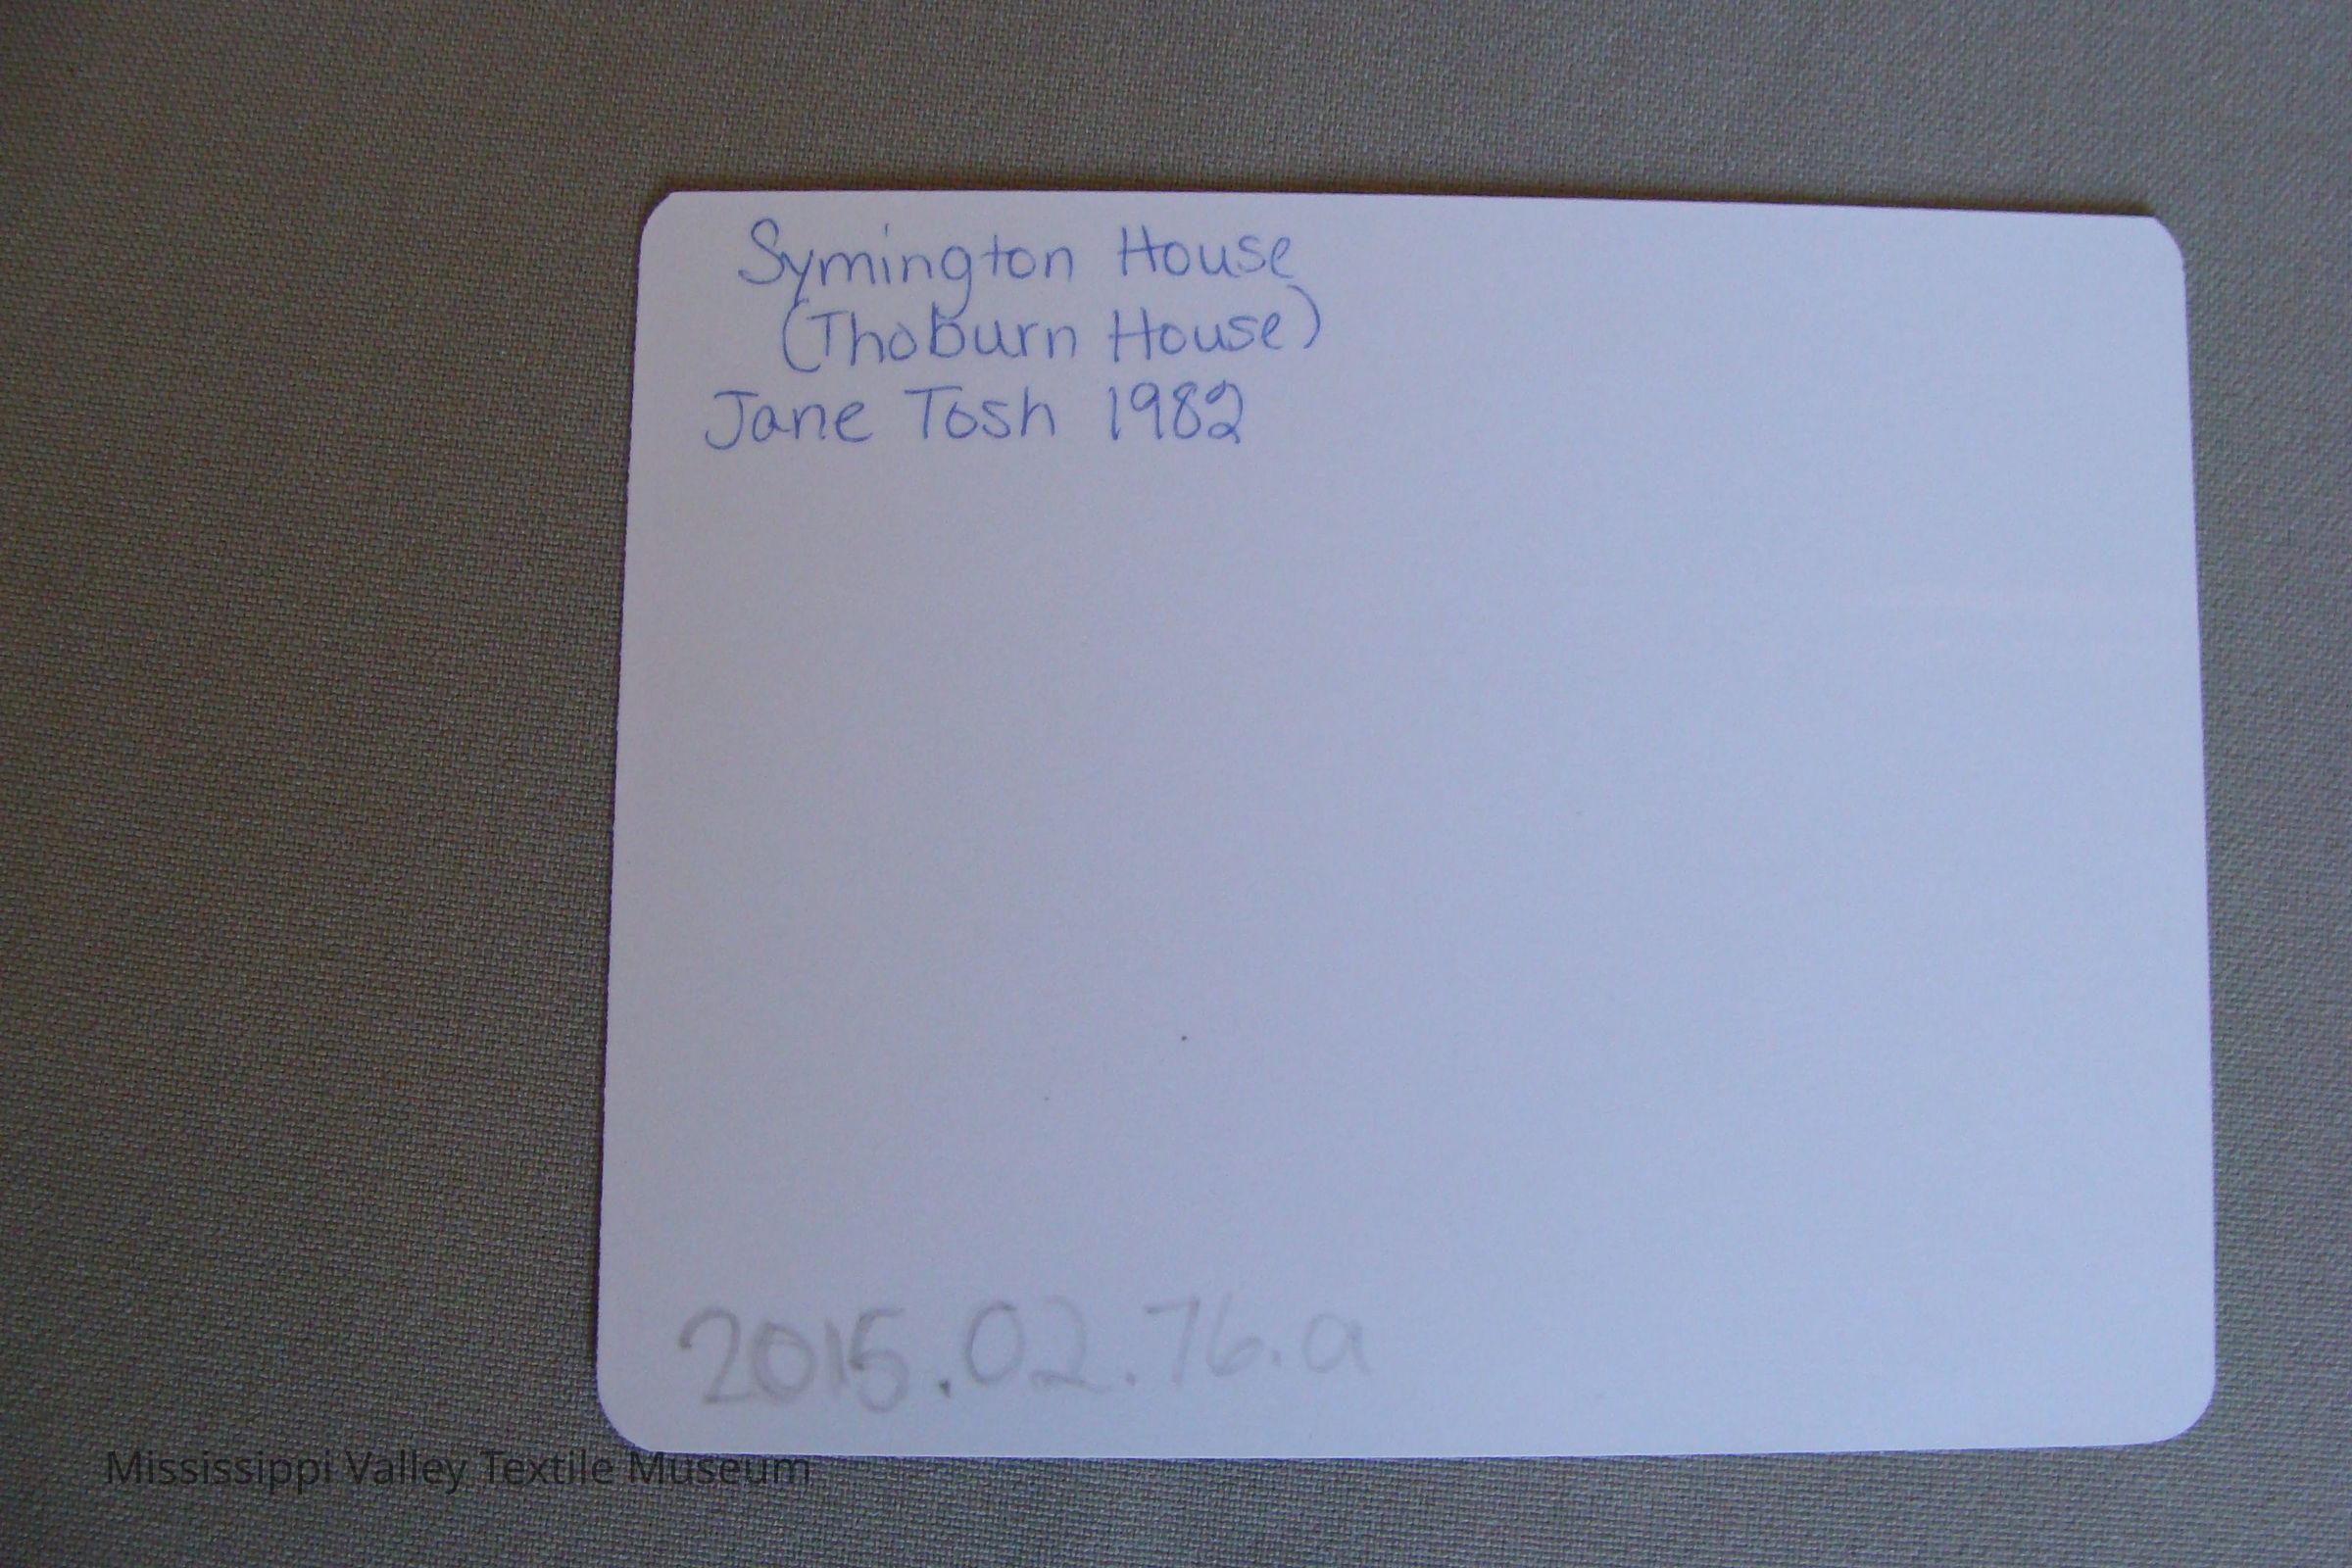 Symington House
(Thoburn House)
Jane Tosh 1982
2015.02.76.a
Mississippi Valley Textile Museum